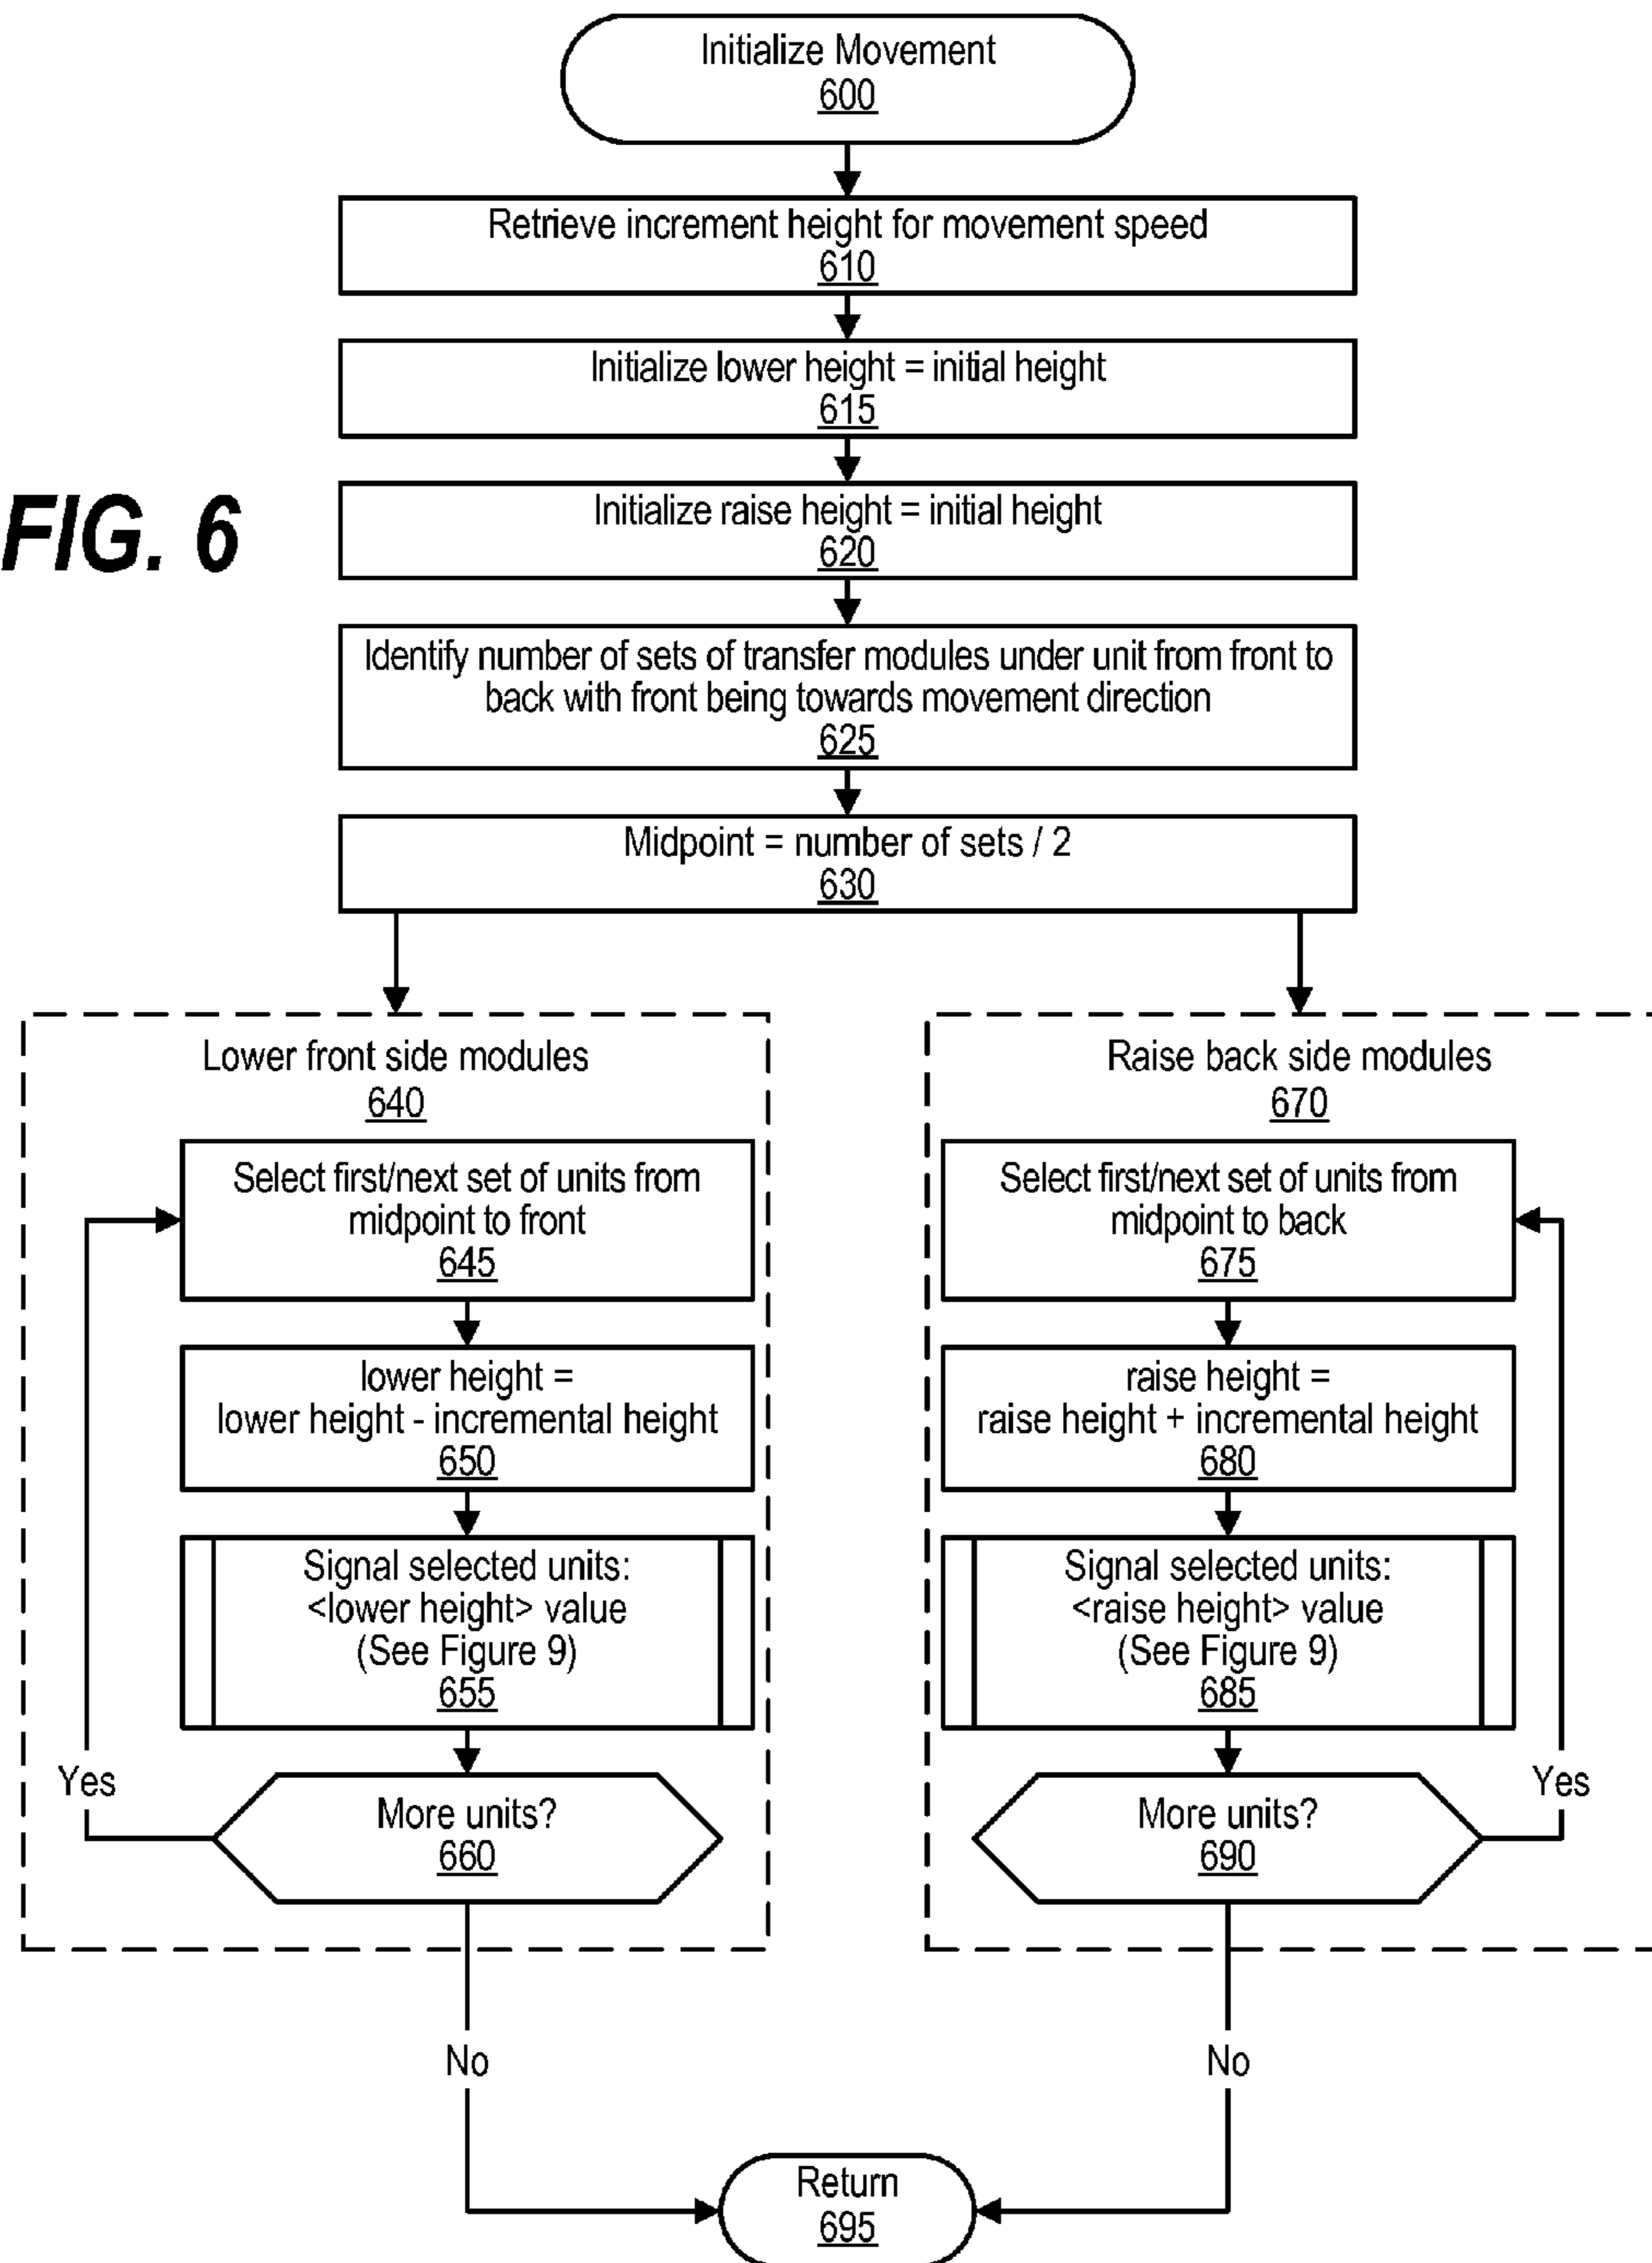 Initialize Movement
600
Retrieve increment height for movement speed
610
Initialize lower height = initial height
615
FIG. 6
Initialize raise height = initial height
620
Identify number of sets of transfer modules under unit from front to
back with front being towards movement direction
625
Midpoint = number of sets / 2
630
Lower front side modules
640
Select first/next set of units from
midpoint to front
645
lower height =
lower height - incremental height
650
Signal selected units:
<lower height> value
(See Figure 9)
655
Yes
More units?
660
No
Raise back side modules
670
Select first/next set of units from
midpoint to back
675
raise height =
raise height + incremental height
680
Signal selected units:
<raise height> value
(See Figure 9)
685
Yes
More units?
690
No
Return
695